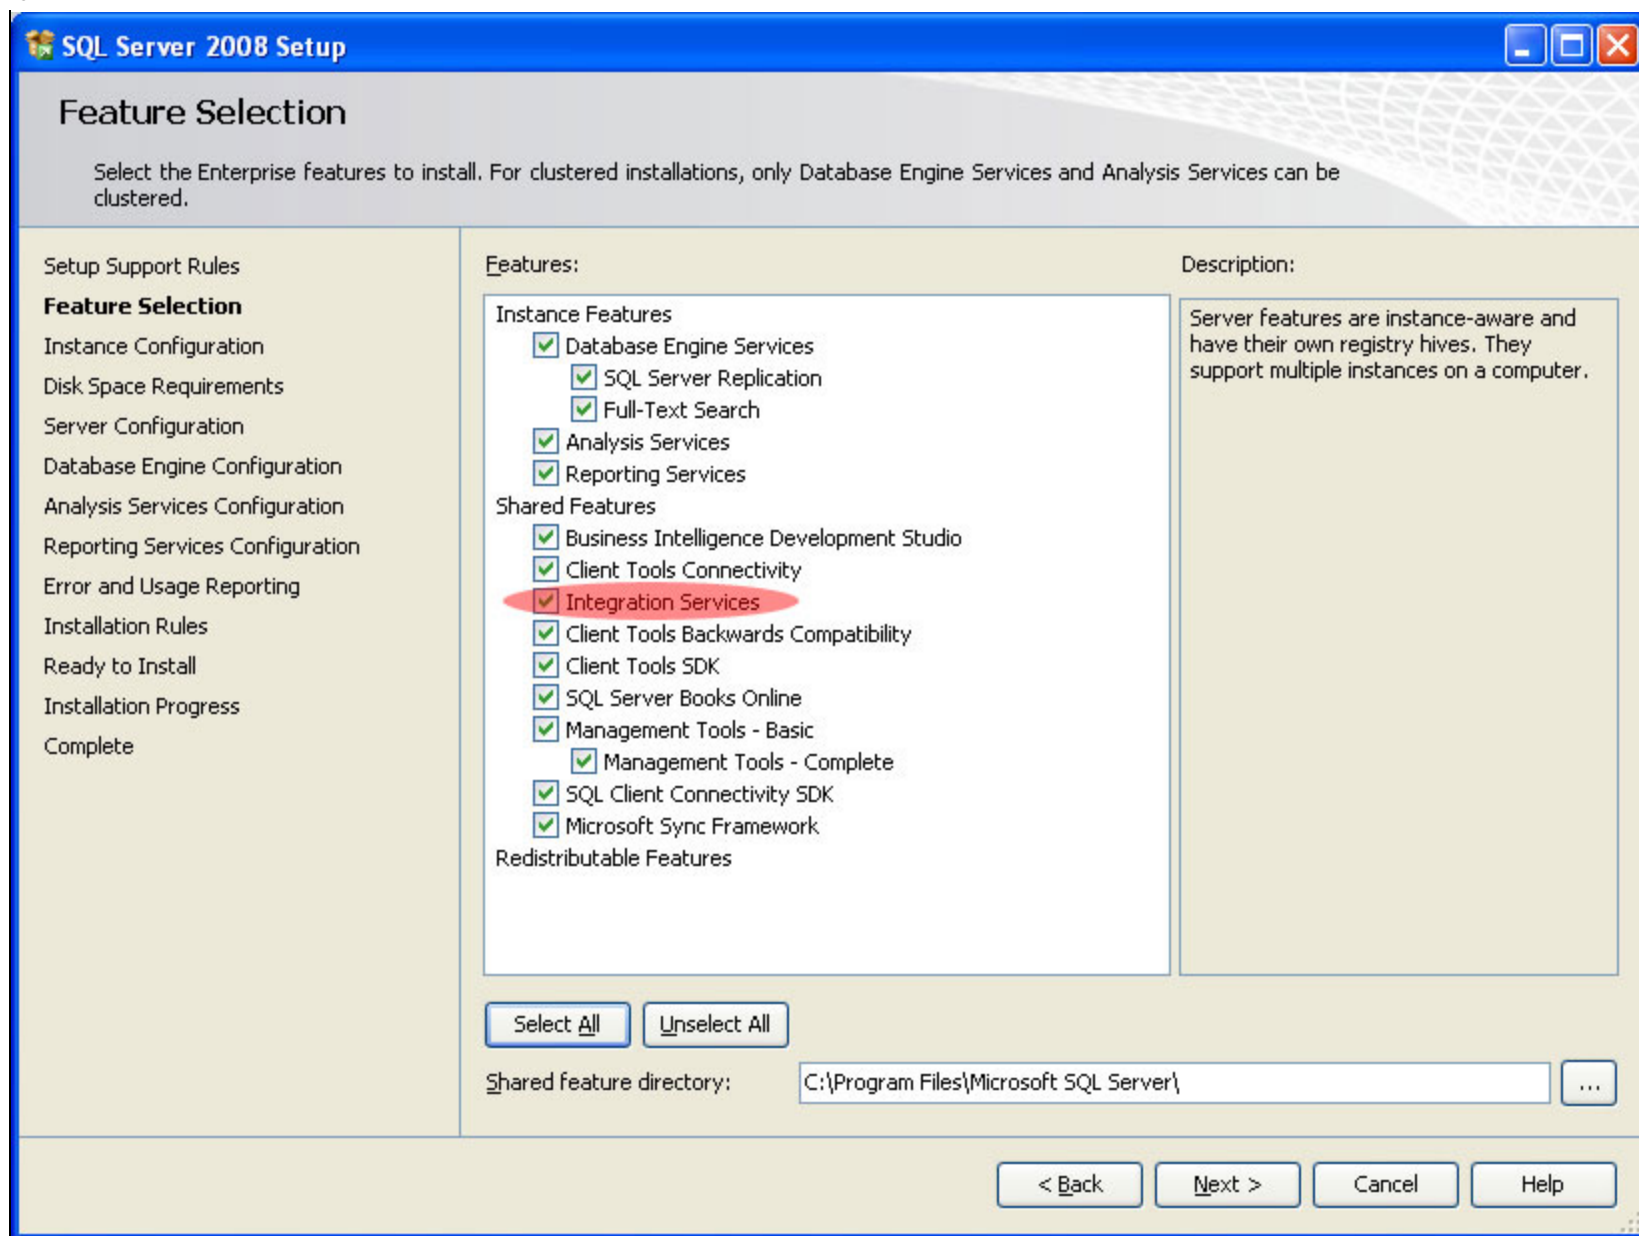 SQL Server 2008 Setup
Feature Selection
Select the Enterprise features to install. For clustered installations, only Database Engine Services and Analysis Services can be
clustered.
Setup Support Rules
Feature Selection
Instance Configuration
Disk Space Requirements
Server Configuration
Database Engine Configuration
Analysis Services Configuration
Reporting Services Configuration
Error and Usage Reporting
Installation Rules
Ready to Install
Installation Progress
Complete
Features:
Instance Features
Database Engine Services
SQL Server Replication
Full-Text Search
Analysis Services
Reporting Services
Shared Features
Business Intelligence Development Studio
Client Tools Connectivity
Integration Services
Client Tools Backwards Compatibility
Client Tools SDK
SQL Server Books Online
Management Tools - Basic
Management Tools - Complete
SQL Client Connectivity SDK
Microsoft Sync Framework
Redistributable Features
Description:
Server features are instance-aware and
have their own registry hives. They
support multiple instances on a computer.
Select All
Unselect All
Shared feature directory:
C:\Program Files\Microsoft SQL Server\
...
< Back
Next >
Cancel
Help